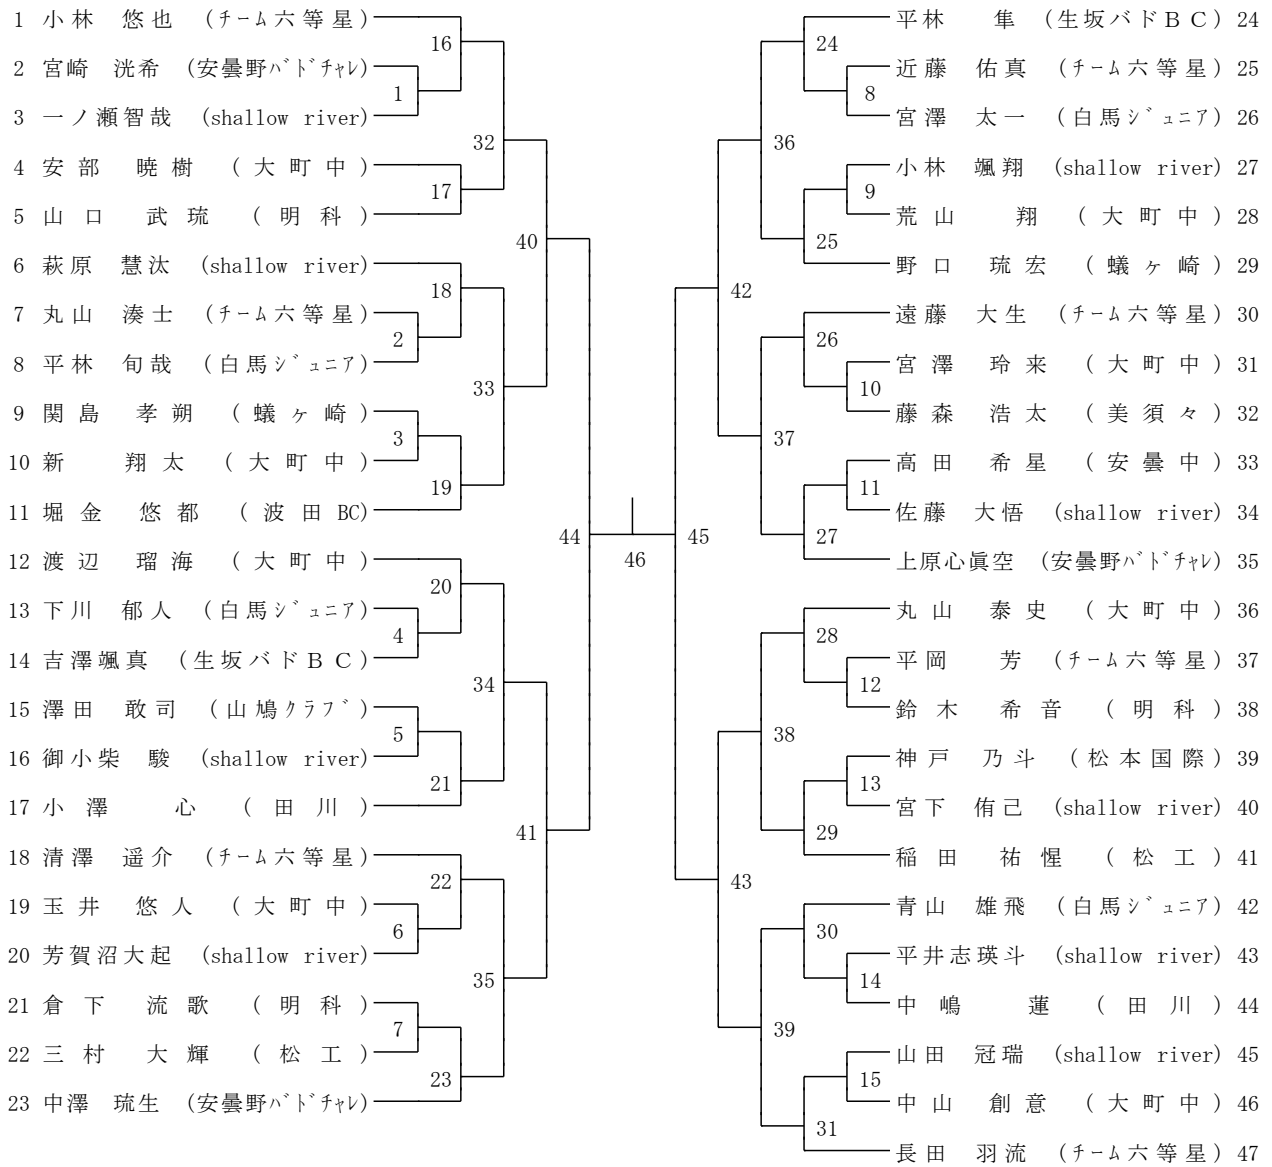 1 小林 悠也 (チーム六等星)
16
2 宮崎 洸希 (安曇野バドチャレ)
1
3 一ノ瀬智哉 (shallow river)
32
4 安部 暁樹 (大町中)
17
5 山口 武琉 (明科)
40
6 萩原 慧汰 (shallow river)
18
7 丸山 湊士 (チーム六等星)
2
8 平林 旬哉 (白馬ジュニア)
33
9 関島 孝朔 (蟻ヶ崎)
3
10 新 翔太 (大町中)
19
11 堀金 悠都 (波田BC)
44
12 渡辺 瑠海 (大町中)
20
13 下川 郁人 (白馬ジュニア)
4
14 吉澤颯真 (生坂バドBC)
34
15 澤田 敢司 (山鳩クラブ)
5
16 御小柴 駿 (shallow river)
21
17 小澤 心 (田川)
41
18 清澤 遥介 (チーム六等星)
22
19 玉井 悠人 (大町中)
6
20 芳賀沼大起 (shallow river)
35
21 倉下 流歌 (明科)
7
22 三村 大輝 (松工)
23
23 中澤 琉生 (安曇野バドチャレ)
46
平林 隼 (生坂バドBC) 24
24
近藤 佑真 (チーム六等星) 25
8
宮澤 太一 (白馬ジュニア) 26
36
小林 颯翔 (shallow river) 27
9
荒山 翔 (大町中) 28
25
野口 琉宏 (蟻ヶ崎) 29
42
遠藤 大生 (チーム六等星) 30
26
宮澤 玲来 (大町中) 31
10
藤森 浩太 (美須々) 32
37
高田 希星 (安曇中) 33
11
佐藤 大悟 (shallow river) 34
27
45
上原心眞空 (安曇野バドチャレ) 35
丸山 泰史 (大町中) 36
28
平岡 芳 (チーム六等星) 37
12
鈴木 希音 (明科) 38
38
神戸 乃斗 (松本国際) 39
13
宮下 侑己 (shallow river) 40
29
稲田 祐惺 (松工) 41
43
青山 雄飛 (白馬ジュニア) 42
30
平井志瑛斗 (shallow river) 43
14
中嶋 蓮 (田川) 44
39
山田 冠瑞 (shallow river) 45
15
中山 創意 (大町中) 46
31
長田 羽流 (チーム六等星) 47